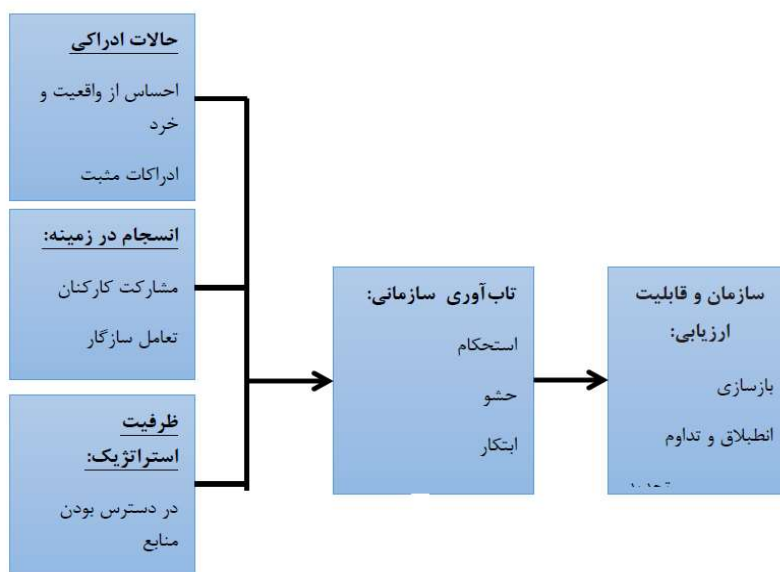 حالات ادراکی
احساس از واقعیت و
خرد
ادراکات مثبت
انسجام در زمینه:
مشارکت کارکنان
تعامل سازگار
ظرفیت
استراتژیک:
در دسترس بودن
منابع
تاب‌آوری سازمانی:
استحکام
حشو
ابتکار
سازمان و قابلیت
ارزیابی:
بازسازی
انطبلاق و تداوم